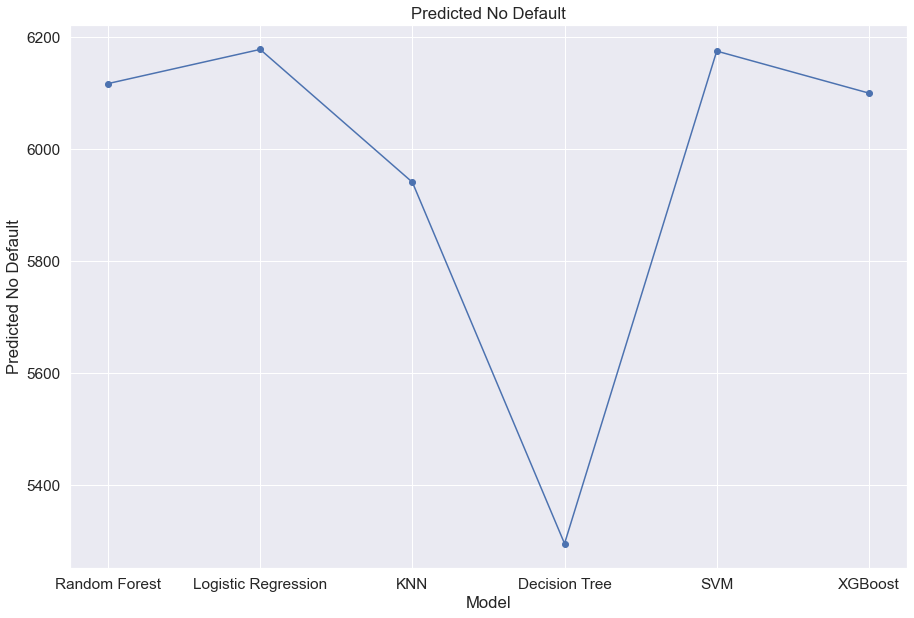 Predicted No Default
6200
6000
5800
5600
5400
Predicted No Default
Random Forest Logistic Regression KNN Decision Tree SVM XGBoost
Model